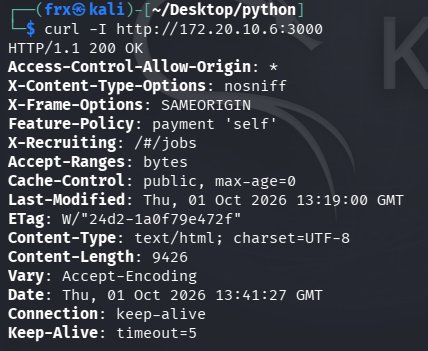 ┌──(frx㉿kali)-[~/Desktop/python]
└─$ curl -I http://172.20.10.6:3000
HTTP/1.1 200 OK
Access-Control-Allow-Origin: *
X-Content-Type-Options: nosniff
X-Frame-Options: SAMEORIGIN
Feature-Policy: payment 'self'
X-Recruiting: /#/jobs
Accept-Ranges: bytes
Cache-Control: public, max-age=0
Last-Modified: Thu, 01 Oct 2026 13:19:00 GMT
ETag: W/"24d2-1a0f79e472f"
Content-Type: text/html; charset=UTF-8
Content-Length: 9426
Vary: Accept-Encoding
Date: Thu, 01 Oct 2026 13:41:27 GMT
Connection: keep-alive
Keep-Alive: timeout=5